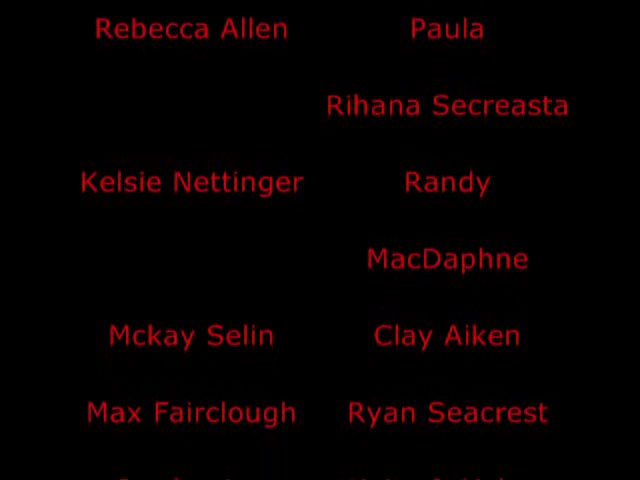 Rebecca Allen Paula
Rihana Secreasta
Kelsie Nettinger Randy
MacDaphne
Mckay Selin Clay Aiken
Max Fairclough Ryan Seacrest